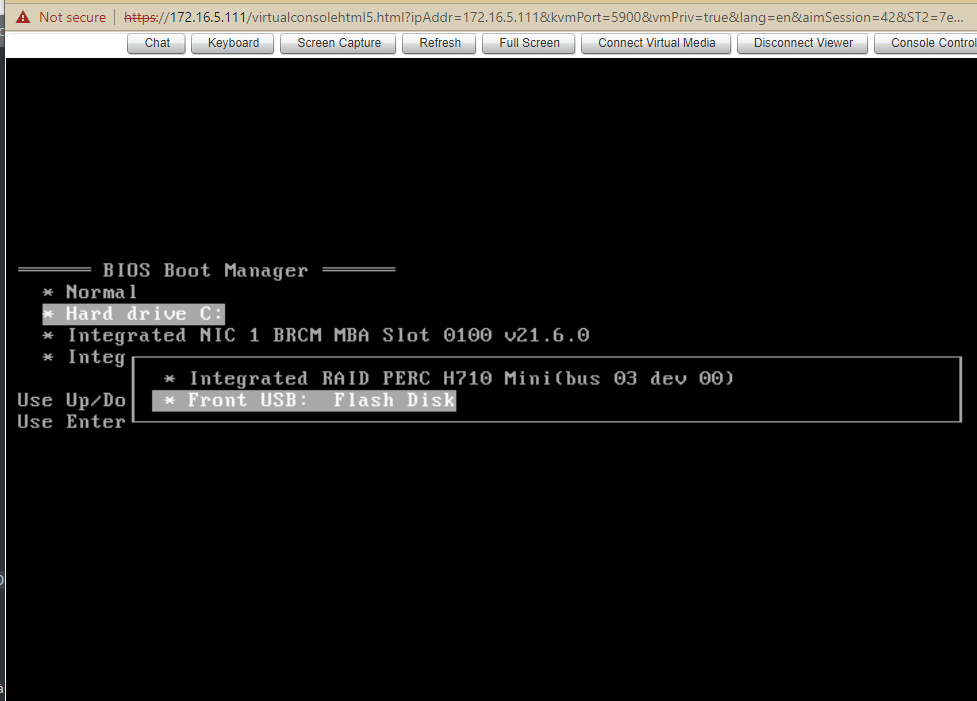 Not secure https://172.16.5.111/virtualconsolehtml5.html?ipAddr=172.16.5.111&kvmPort=5900&vmPriv=true&lang=en&aimSession=42&ST2=7e...
Chat Keyboard Screen Capture Refresh Full Screen Connect Virtual Media Disconnect Viewer Console Control
BIOS Boot Manager
* Normal
* Hard drive C:
* Integrated NIC 1 BRCM MBA Slot 0100 v21.6.0
* Integ
* Integrated RAID PERC H710 Mini(bus 03 dev 00)
Use Up/Do
* Front USB: Flash Disk
Use Enter